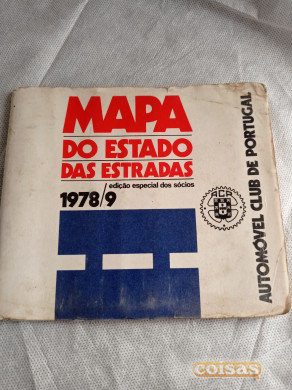 MAPA
DO ESTADO
DAS ESTRADAS
1978/9
edição especial dos sócios
ACP
AUTOMÓVEL CLUB DE PORTUGAL
coisas